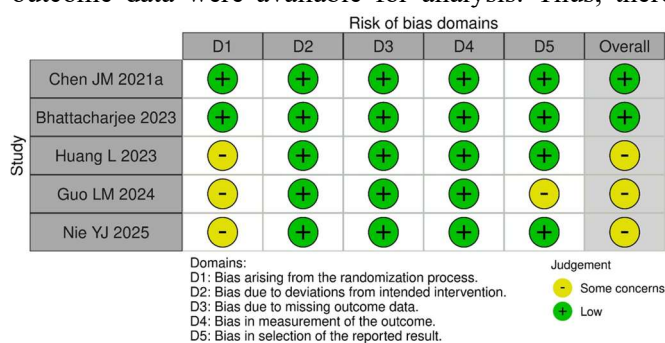 outcome data were available for analysis. Thus, there
Risk of bias domains
D1 D2 D3 D4 D5 Overall
Study
Chen JM 2021a + + + + + +
Bhattacharjee 2023 + + + + + +
Huang L 2023 - + + + + -
Guo LM 2024 - + + + - -
Nie YJ 2025 - + + + + -
Domains:
D1: Bias arising from the randomization process.
D2: Bias due to deviations from intended intervention.
D3: Bias due to missing outcome data.
D4: Bias in measurement of the outcome.
D5: Bias in selection of the reported result.
Judgement
- Some concerns
+ Low